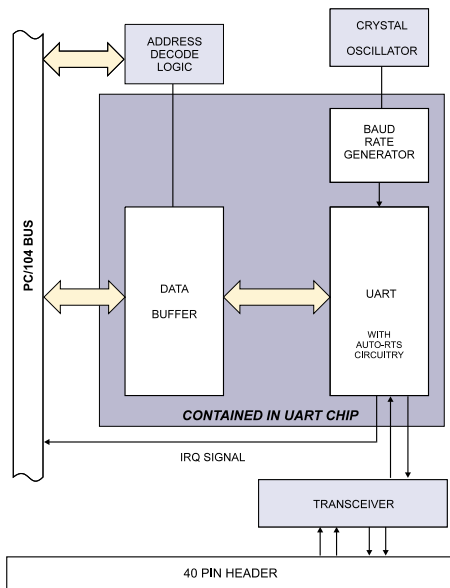 ADDRESS
DECODE
LOGIC
CRYSTAL
OSCILLATOR
BAUD
RATE
GENERATOR
PC/104 BUS
DATA
BUFFER
UART
WITH
AUTO-RTS
CIRCUITRY
CONTAINED IN UART CHIP
IRQ SIGNAL
TRANSCEIVER
40 PIN HEADER